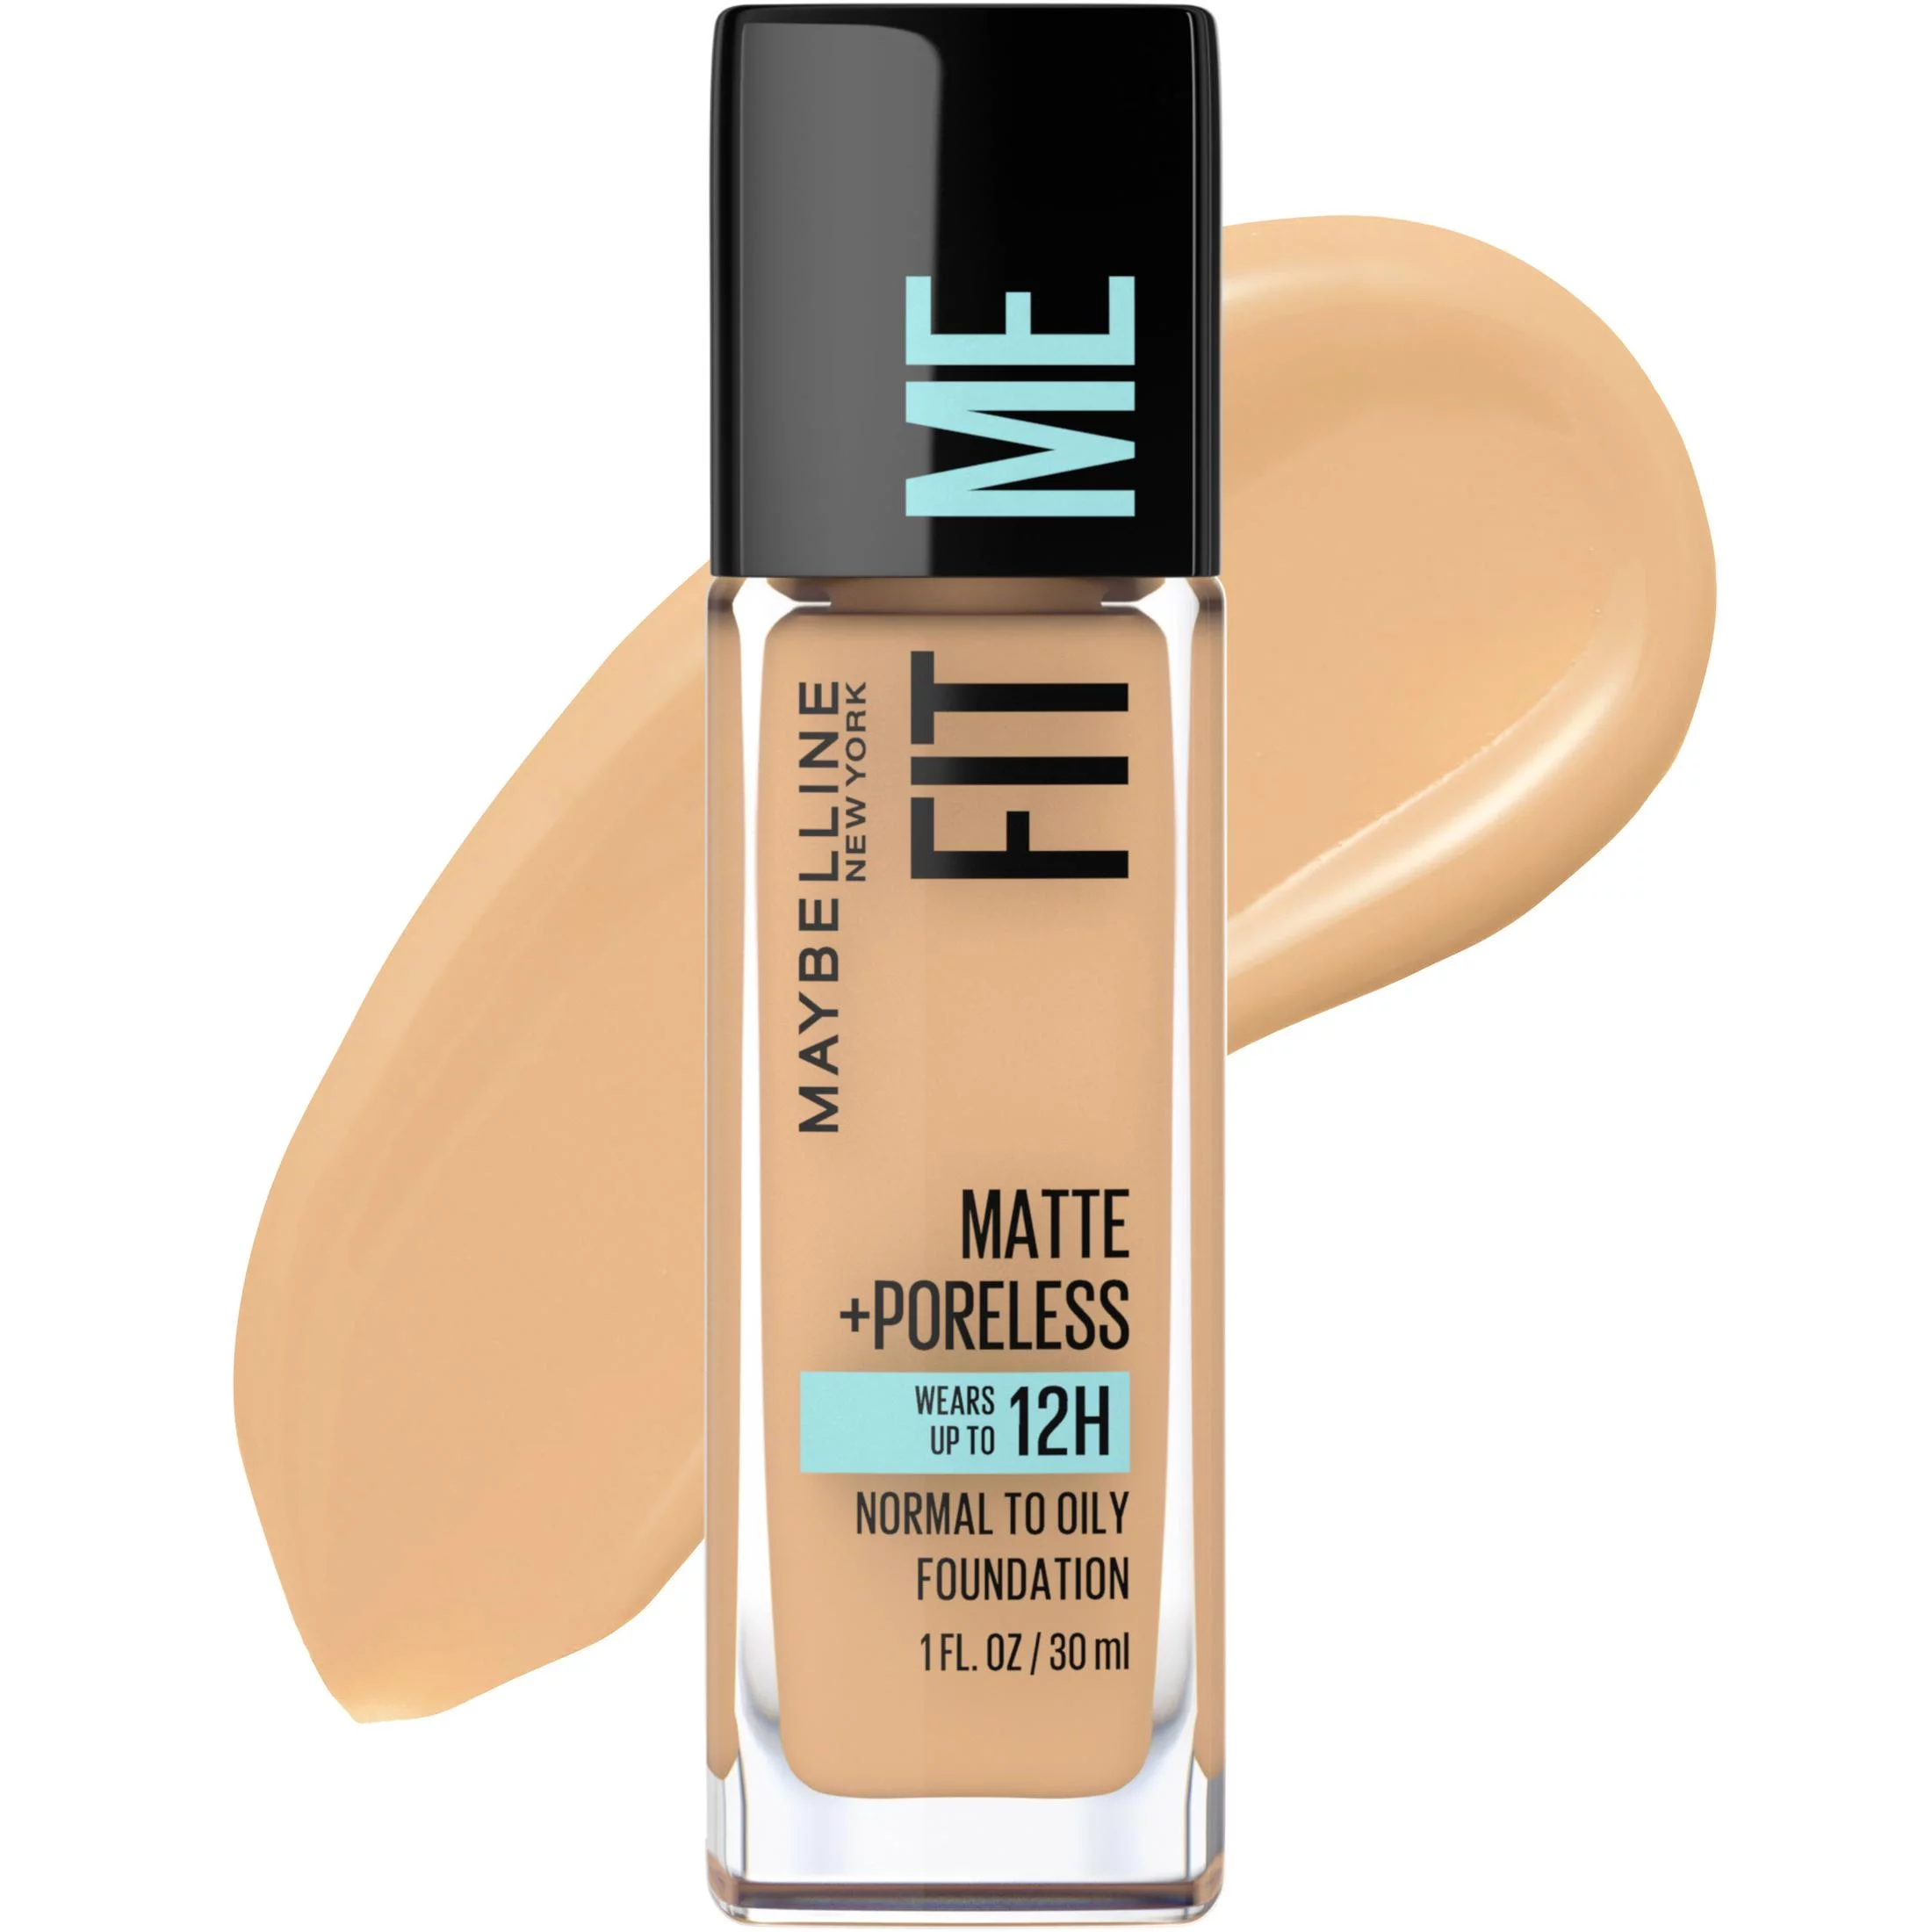 FIT ME
MAYBELLINE
NEW YORK
MATTE
+PORELESS
WEARS
UP TO 12H
NORMAL TO OILY
FOUNDATION
1 FL. OZ / 30 ml